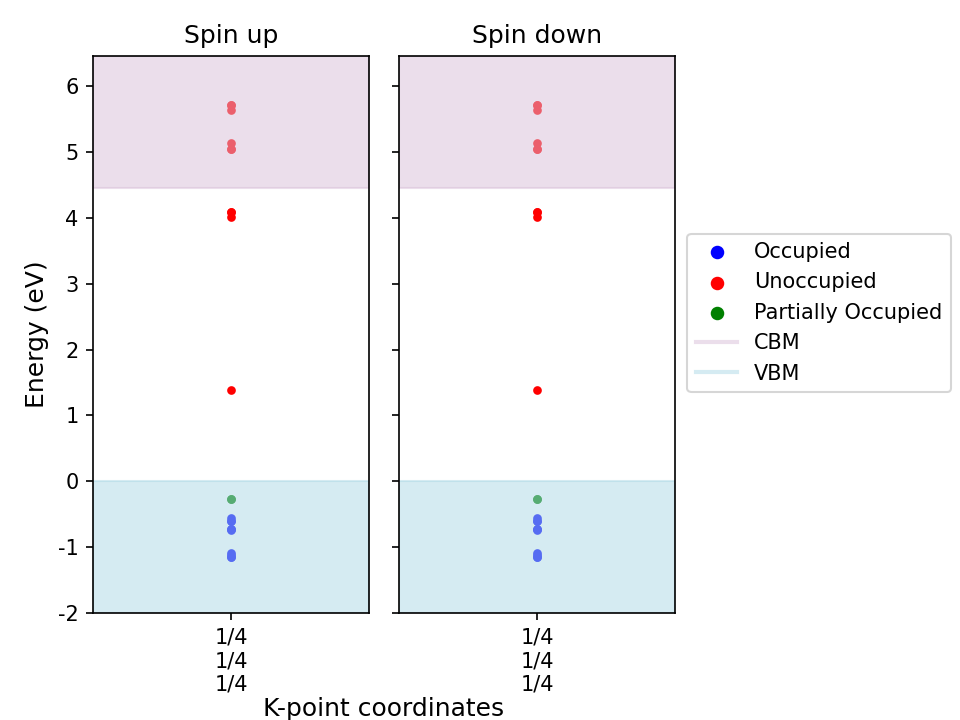 Spin up
Spin down
6
5
4
3
2
1
0
-1
-2
Energy (eV)
1/4
1/4
1/4
1/4
1/4
1/4
K-point coordinates
Occupied
Unoccupied
Partially Occupied
CBM
VBM